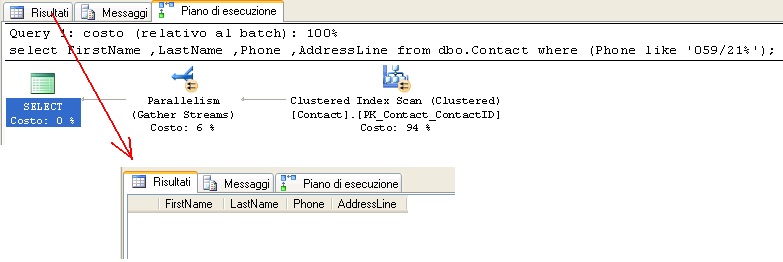 Risultati Messaggi Piano di esecuzione
Query 1: costo (relativo al batch): 100%
select FirstName ,LastName ,Phone ,AddressLine from dbo.Contact where (Phone like '059/21%');
SELECT
Costo: 0 %
Parallelism
(Gather Streams)
Costo: 6 %
Clustered Index Scan (Clustered)
[Contact].[PK_Contact_ContactID]
Costo: 94 %
Risultati Messaggi Piano di esecuzione
FirstName LastName Phone AddressLine